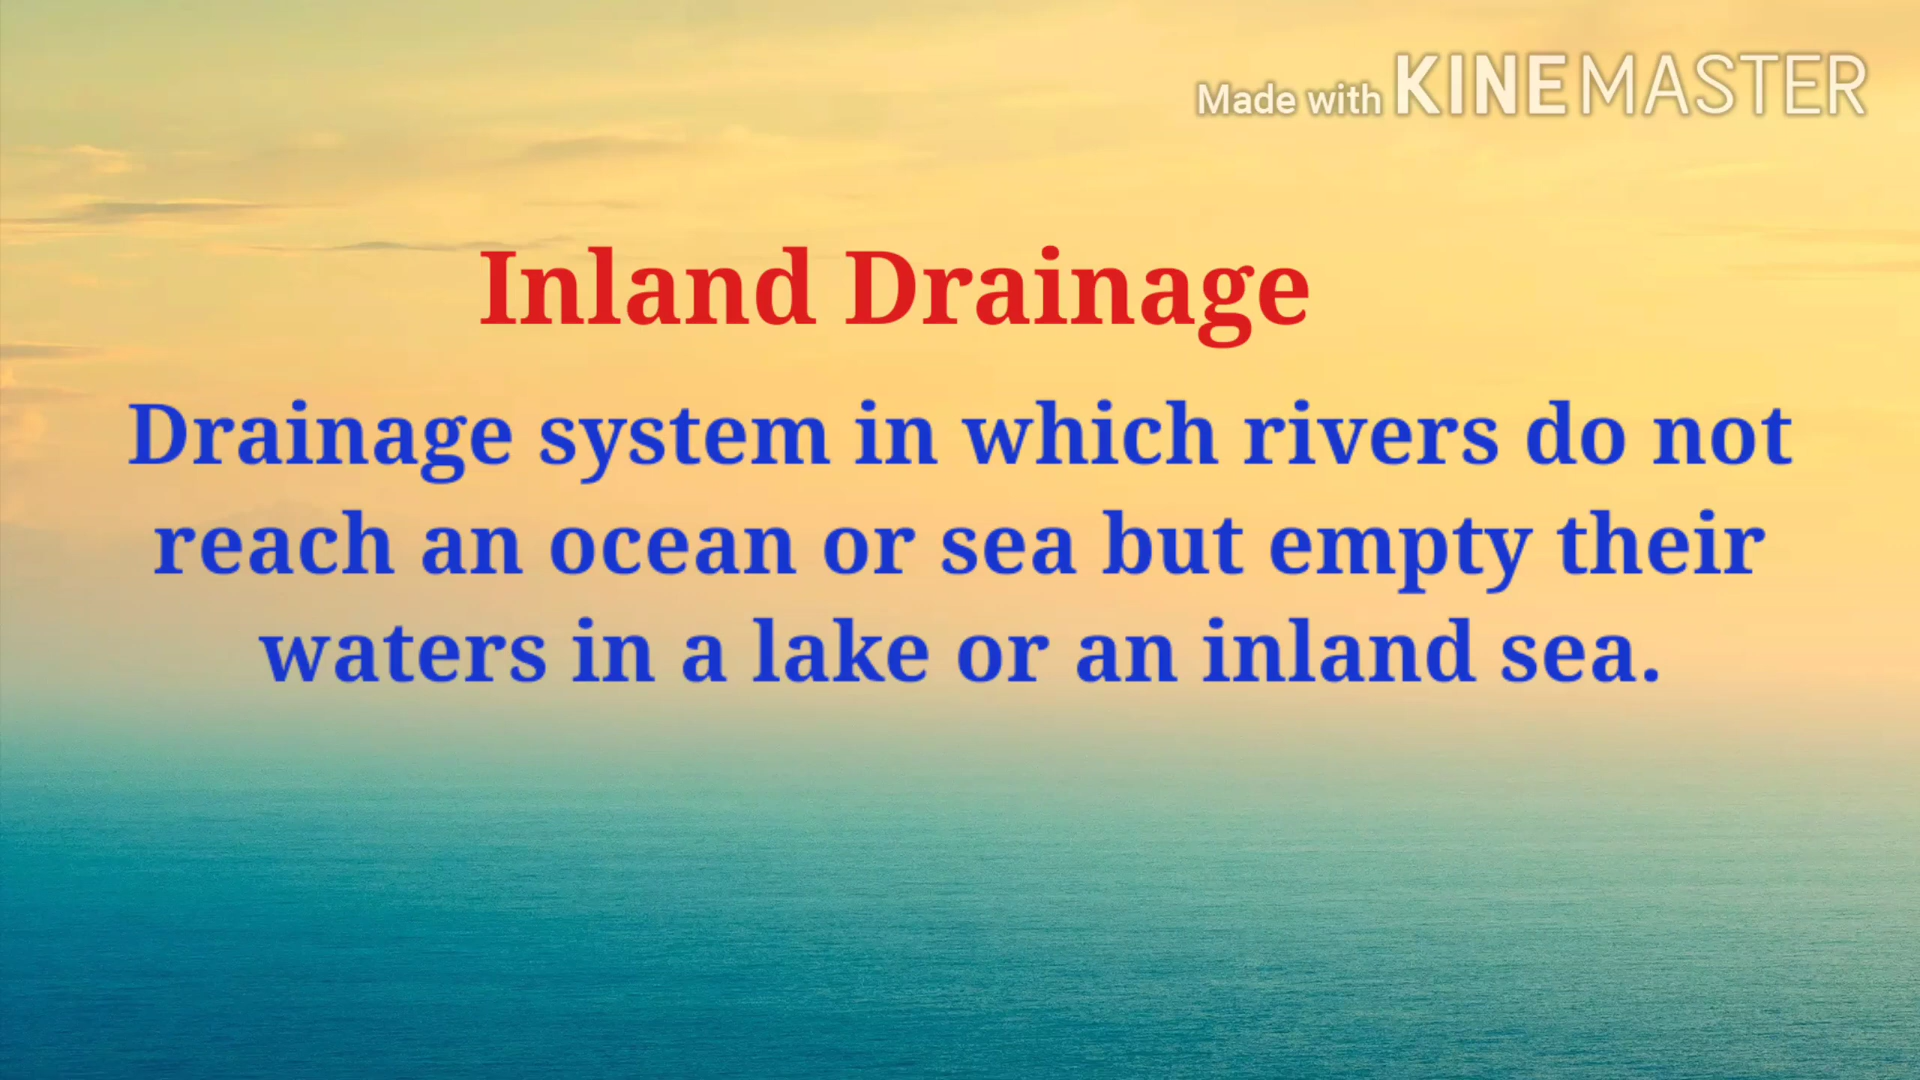 Made with KINEMASTER
Inland Drainage
Drainage system in which rivers do not
reach an ocean or sea but empty their
waters in a lake or an inland sea.